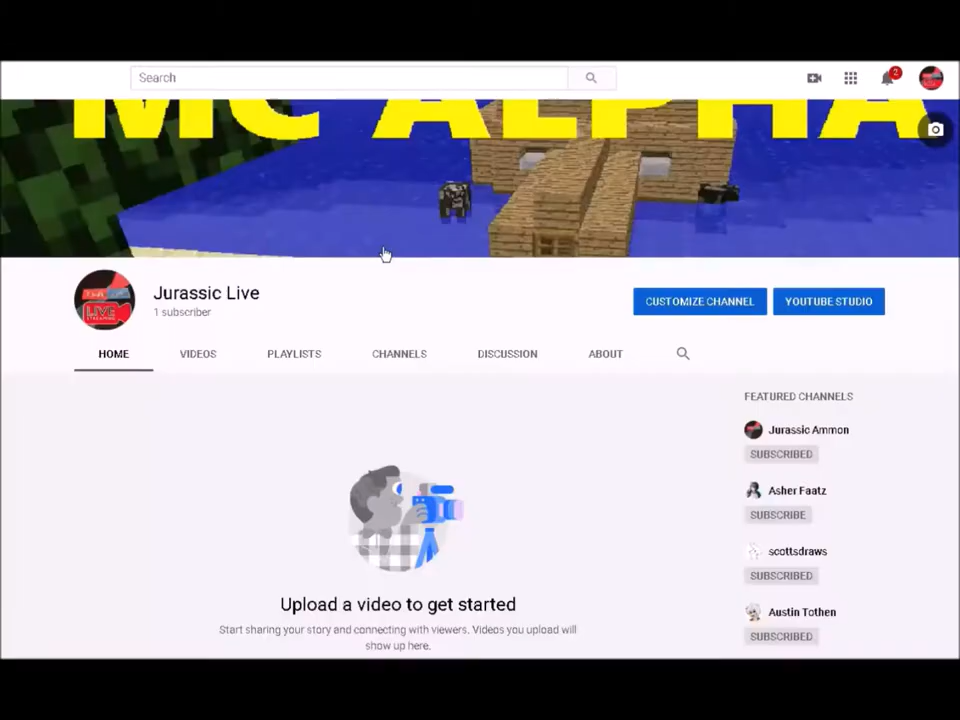 Search
2
MC ALPHA
Jurassic Live
1 subscriber
CUSTOMIZE CHANNEL
YOUTUBE STUDIO
HOME
VIDEOS
PLAYLISTS
CHANNELS
DISCUSSION
ABOUT
FEATURED CHANNELS
Jurassic Ammon
SUBSCRIBED
Asher Faatz
SUBSCRIBE
scottsdraws
SUBSCRIBED
Austin Tothen
SUBSCRIBED
LIVE
Upload a video to get started
Start sharing your story and connecting with viewers. Videos you upload will
show up here.